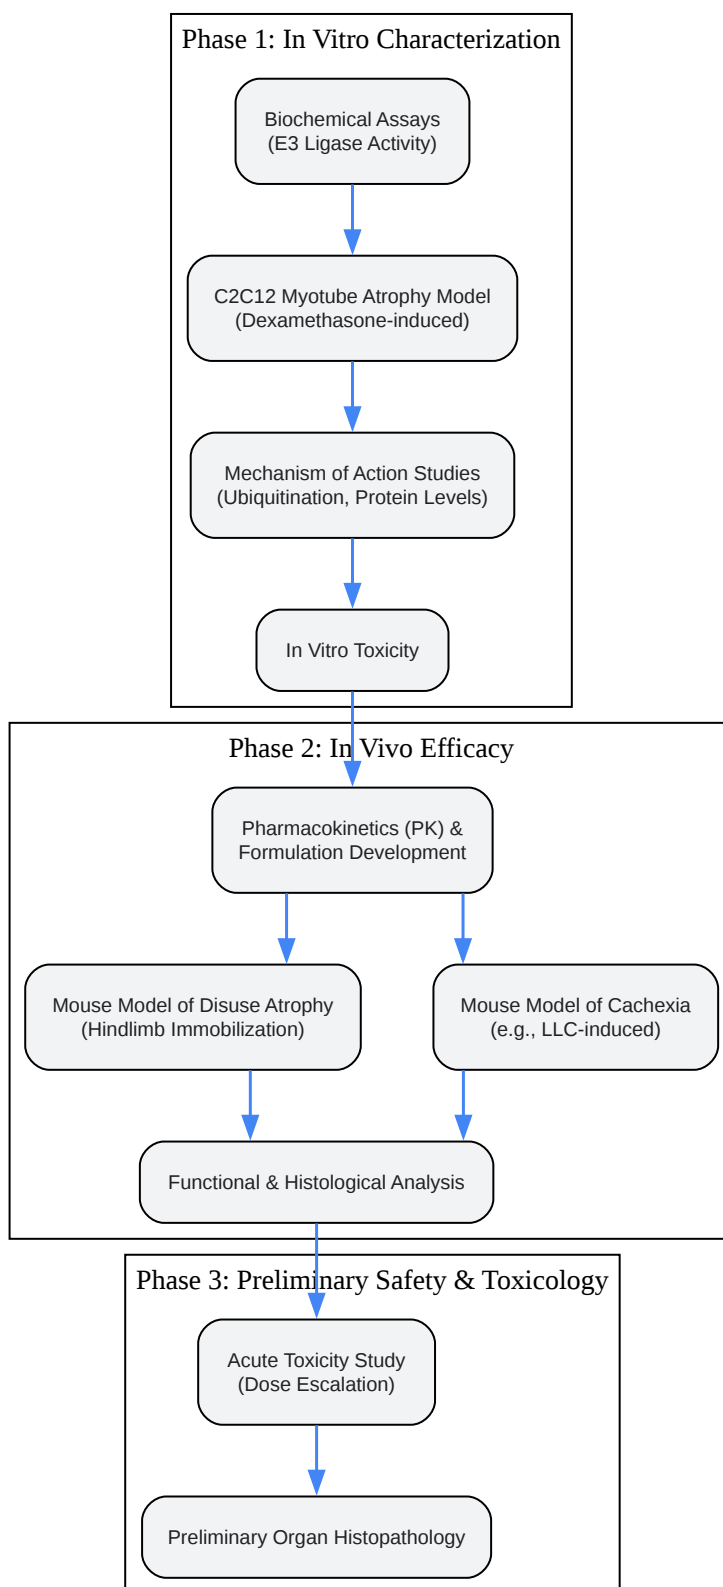 Phase 1: In Vitro Characterization
Biochemical Assays
(E3 Ligase Activity)
C2C12 Myotube Atrophy Model
(Dexamethasone-induced)
Mechanism of Action Studies
(Ubiquitination, Protein Levels)
In Vitro Toxicity
Phase 2: In Vivo Efficacy
Pharmacokinetics (PK) &
Formulation Development
Mouse Model of Disuse Atrophy
(Hindlimb Immobilization)
Mouse Model of Cachexia
(e.g., LLC-induced)
Functional & Histological Analysis
Phase 3: Preliminary Safety & Toxicology
Acute Toxicity Study
(Dose Escalation)
Preliminary Organ Histopathology